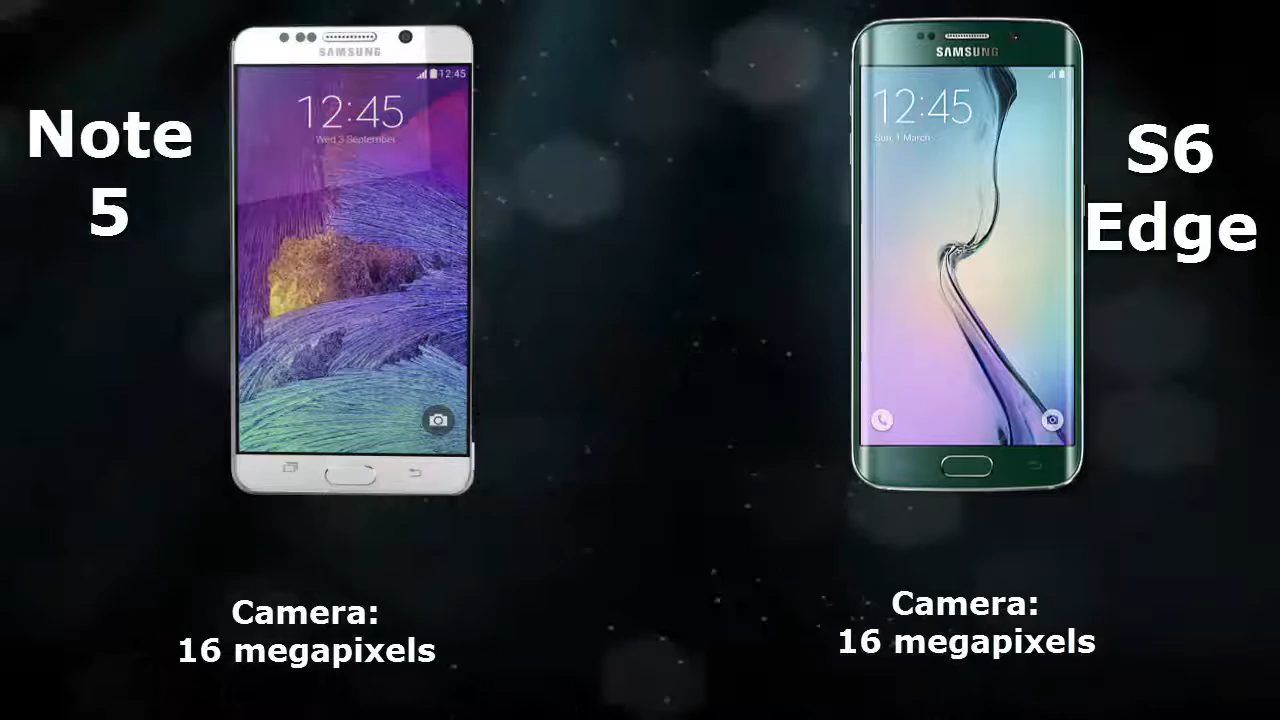 Note
5
SAMSUNG
12:45
12:45
Wed 3 September
Camera:
16 megapixels
SAMSUNG
12:45
Sun, 1 March
S6
Edge
Camera:
16 megapixels